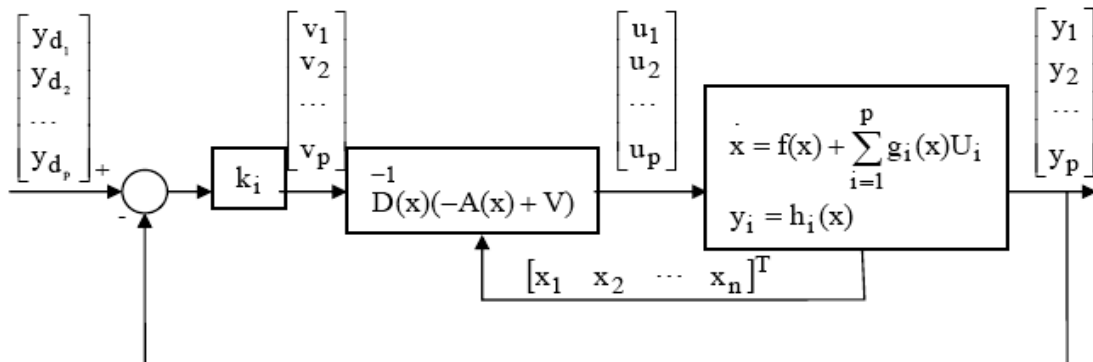 [y_{d_1} y_{d_2} ... y_{d_p}]
+
-
k_i
[v_1 v_2 ... v_p]
D(x)^{-1}(-A(x) + V)
[u_1 u_2 ... u_p]
ẋ = f(x) + \sum_{i=1}^{p} g_i(x)U_i
y_i = h_i(x)
[y_1 y_2 ... y_p]
[x_1 x_2 ... x_n]^T